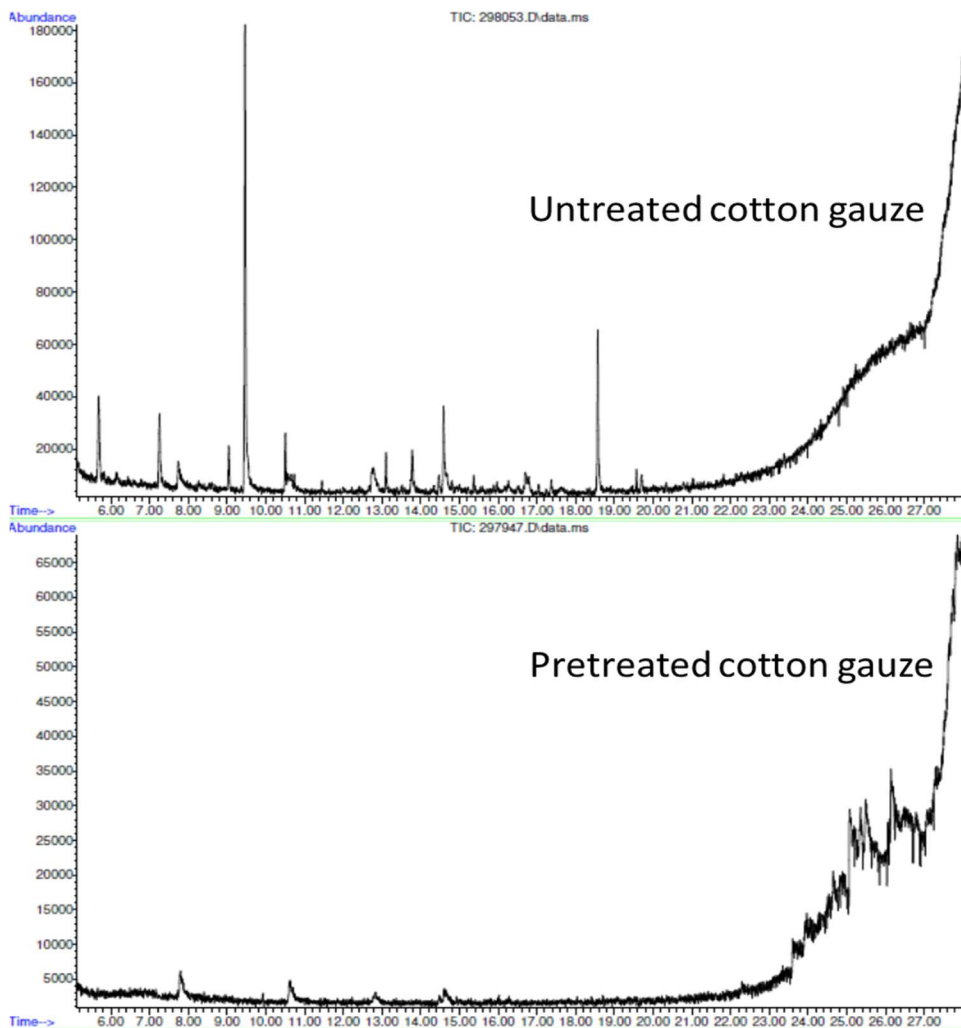 Abundance
TIC: 298053.D\data.ms
180000
160000
140000
120000
100000
80000
60000
40000
20000
Untreated cotton gauze
Time-->
6.00 7.00 8.00 9.00 10.00 11.00 12.00 13.00 14.00 15.00 16.00 17.00 18.00 19.00 20.00 21.00 22.00 23.00 24.00 25.00 26.00 27.00
Abundance
TIC: 297947.D\data.ms
65000
60000
55000
50000
45000
40000
35000
30000
25000
20000
15000
10000
5000
Pretreated cotton gauze
Time-->
6.00 7.00 8.00 9.00 10.00 11.00 12.00 13.00 14.00 15.00 16.00 17.00 18.00 19.00 20.00 21.00 22.00 23.00 24.00 25.00 26.00 27.00